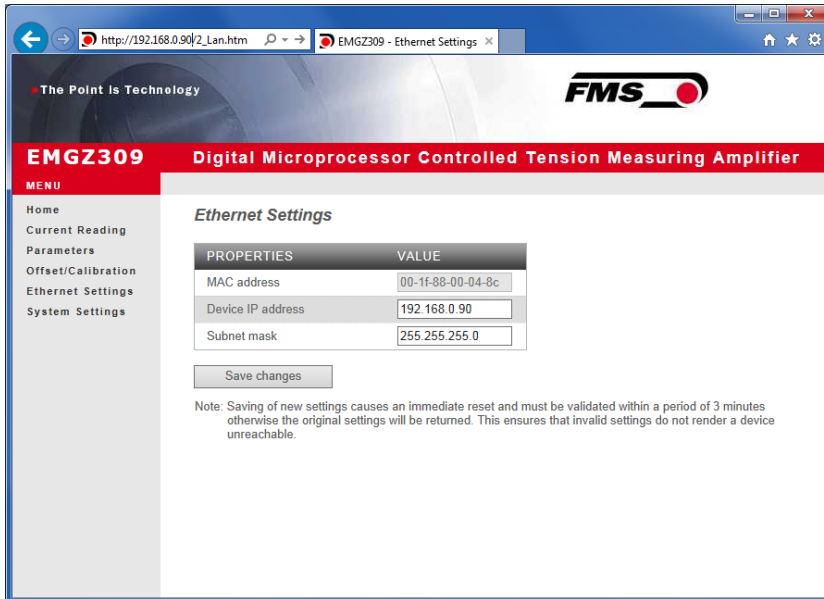 http://192.168.0.90/2_Lan.htm
EMGZ309 - Ethernet Settings
The Point is Technology
FMS
EMGZ309 Digital Microprocessor Controlled Tension Measuring Amplifier
MENU
Home
Current Reading
Parameters
Offset/Calibration
Ethernet Settings
System Settings
Ethernet Settings
PROPERTIES VALUE
MAC address 00-1f-88-00-04-8c
Device IP address 192.168.0.90
Subnet mask 255.255.255.0
Save changes
Note: Saving of new settings causes an immediate reset and must be validated within a period of 3 minutes
otherwise the original settings will be returned. This ensures that invalid settings do not render a device
unreachable.